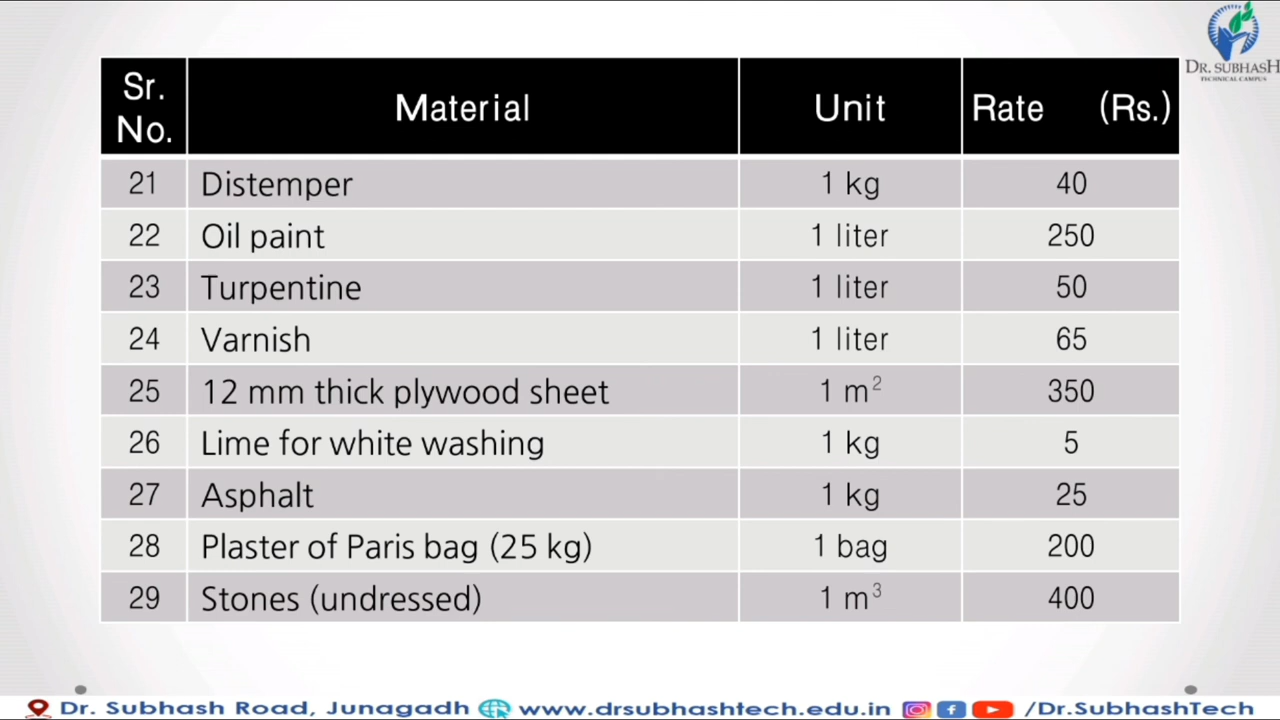 DR. SUBHASH
TECHNICAL CAMPUS
Sr. No. Material Unit Rate (Rs.)
21 Distemper 1 kg 40
22 Oil paint 1 liter 250
23 Turpentine 1 liter 50
24 Varnish 1 liter 65
25 12 mm thick plywood sheet 1 m² 350
26 Lime for white washing 1 kg 5
27 Asphalt 1 kg 25
28 Plaster of Paris bag (25 kg) 1 bag 200
29 Stones (undressed) 1 m³ 400
Dr. Subhash Road, Junagadh www.drsubhashtech.edu.in /Dr.SubhashTech